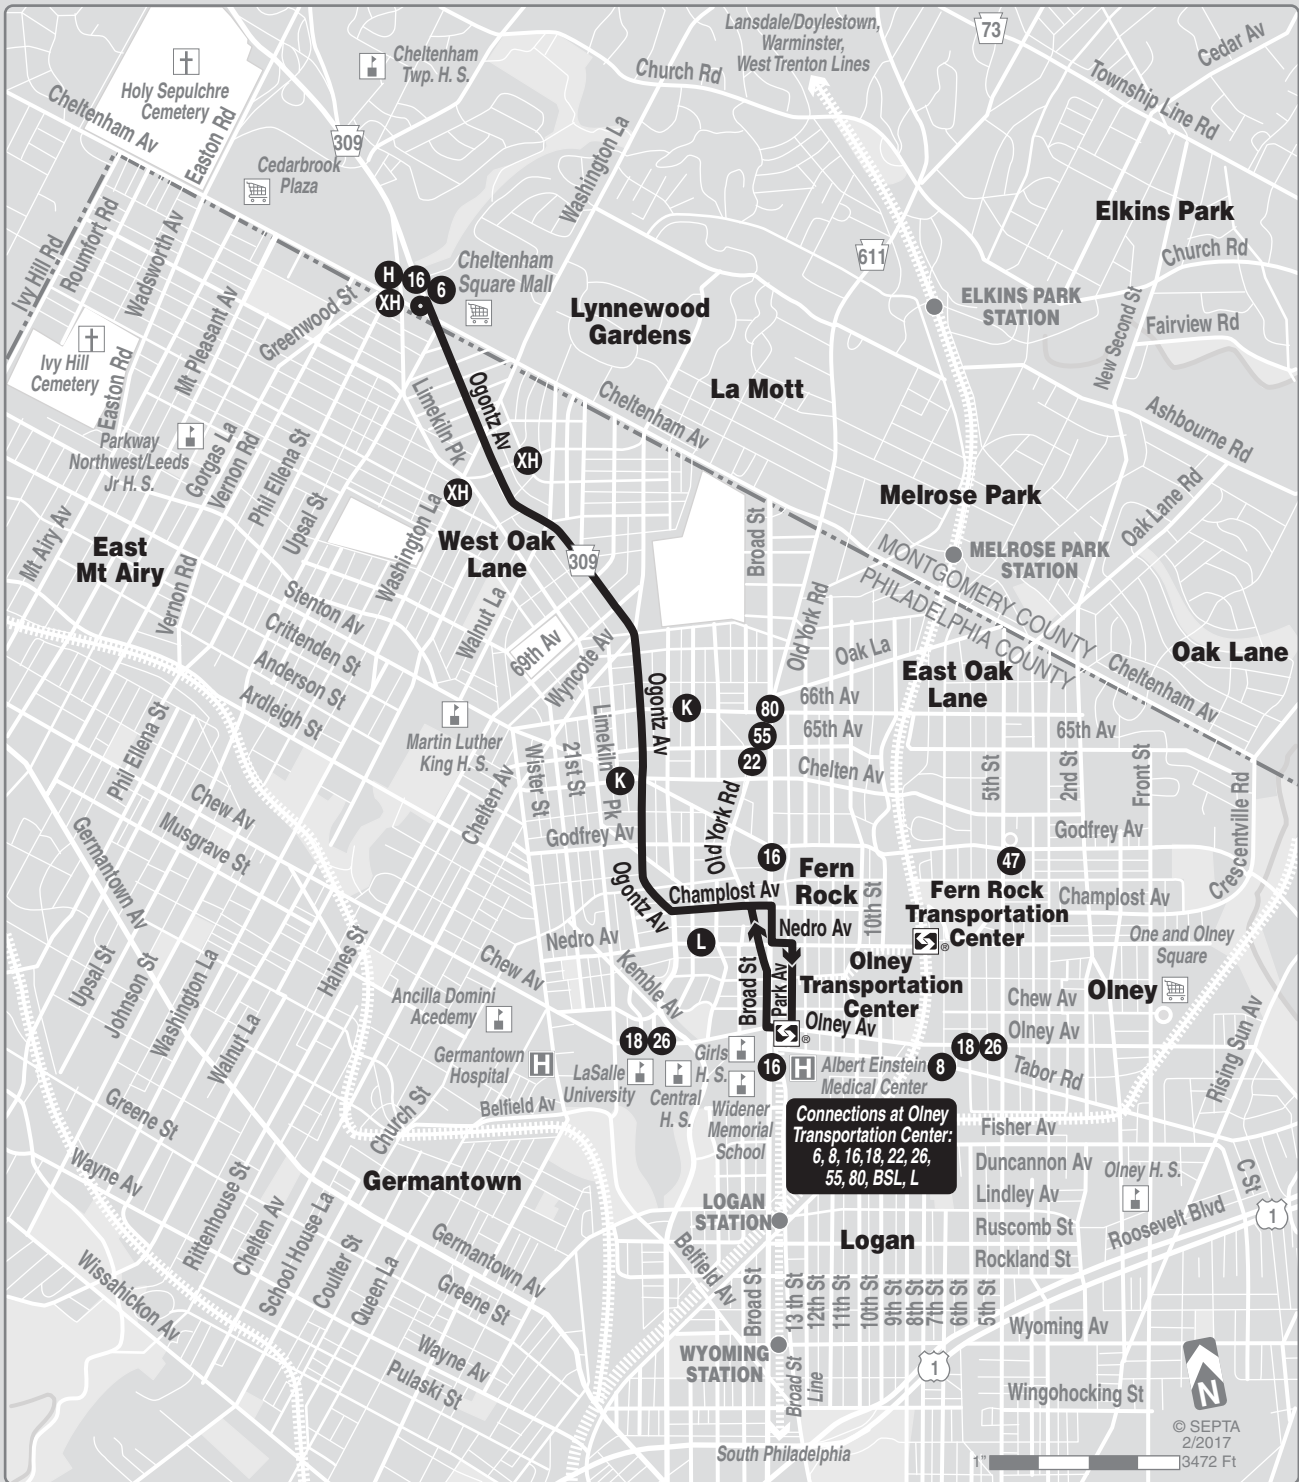 Lansdale/Doylestown,
Warminster,
West Trenton Lines
73
Cedar Av
Cheltenham
Twp. H. S.
Church Rd
Township Line Rd
Holy Sepulchre
Cemetery
Cheltenham Av
Easton Rd
309
Cedarbrook
Plaza
Washington La
Elkins Park
Church Rd
611
Ivy Hill Rd
Roumfort Rd
Wadsworth Av
Mt Pleasant Av
Greenwood St
H
16
6
XH
Cheltenham
Square Mall
Lynnewood
Gardens
ELKINS PARK
STATION
New Second St
Fairview Rd
Ivy Hill
Cemetery
Easton Rd
La Mott
Cheltenham Av
Ashbourne Rd
Limekiln Pk
Ogontz Av
XH
Parkway
Northwest/Leeds
Jr H. S.
Gorgas La
Vernon Rd
Phil Ellena St
Upsal St
XH
Washington La
Melrose Park
Oak Lane Rd
Mt Airy Av
East
Mt Airy
West Oak
Lane
309
Broad St
MELROSE PARK
STATION
MONTGOMERY COUNTY
PHILADELPHIA COUNTY
Vernon Rd
Stenton Av
Crittenden St
Anderson St
Ardleigh St
Walnut La
69th Av
Wyncote Av
Old York Rd
Oak La
East Oak
Lane
Cheltenham Av
Oak Lane
66th Av
Ogontz Av
K
80
55
22
65th Av
65th Av
Martin Luther
King H. S.
Limekiln
Pk
K
21st St
Wister St
Chelten Av
Chelten Av
5th St
2nd St
Front St
Phil Ellena St
Chew Av
Musgrave St
Germantown Av
Godfrey Av
Old York Rd
Godfrey Av
Crescentville Rd
16
Fern
Rock
47
Fern Rock
Transportation
Center
Champlost Av
Ogontz Av
Champlost Av
10th St
Nedro Av
Nedro Av
L
One and Olney
Square
Upsal St
Johnson St
Washington La
Haines St
Chew Av
Kemble Av
Broad St
Park Av
Olney
Transportation
Center
Chew Av
Olney
Ancilla Domini
Acedemy
Olney Av
Olney Av
Walnut La
Germantown
Hospital
18
26
Girls
H. S.
16
Albert Einstein
Medical Center
8
18
26
Tabor Rd
Rising Sun Av
LaSalle
University
Central
H. S.
Widener
Memorial
School
Greene St
Church St
Belfield Av
Connections at Olney
Transportation Center:
6, 8, 16,18, 22, 26,
55, 80, BSL, L
Fisher Av
Wayne Av
Germantown
Duncannon Av
Olney H. S.
C St
Lindley Av
1
LOGAN
STATION
Ruscomb St
Roosevelt Blvd
Rittenhouse St
Chelten Av
School House La
Coulter St
Queen La
Germantown Av
Belfield Av
Logan
Rockland St
Wissahickon Av
Greene St
Broad St
13 th St
12th St
11th St
10th St
9th St
8th St
7th St
6th St
5th St
Wyoming Av
Wayne Av
WYOMING
STATION
Pulaski St
Broad St
Line
1
Wingohocking St
N
South Philadelphia
© SEPTA
2/2017
1"
3472 Ft